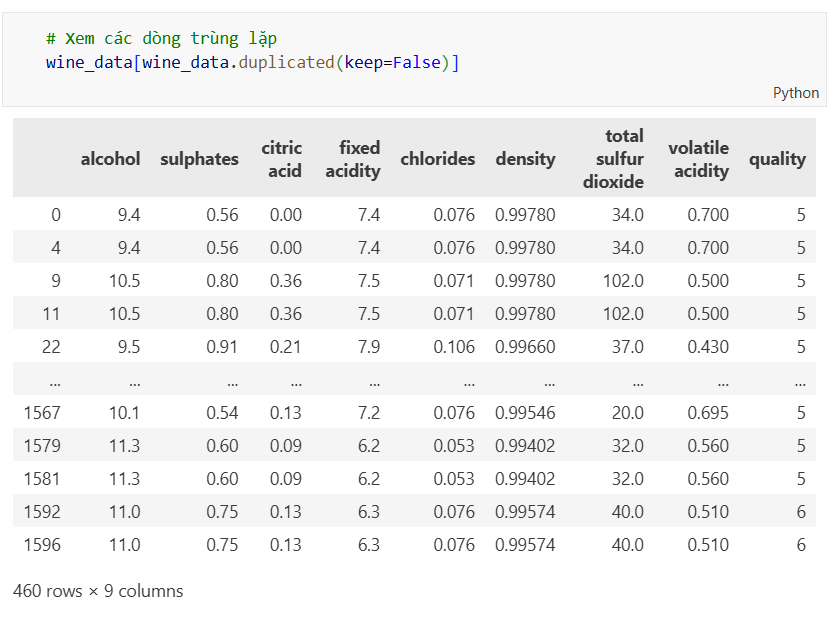 # Xem các dòng trùng lặp
wine_data[wine_data.duplicated(keep=False)]
Python
alcohol sulphates citric acid fixed acidity chlorides density total sulfur dioxide volatile acidity quality
0 9.4 0.56 0.00 7.4 0.076 0.99780 34.0 0.700 5
4 9.4 0.56 0.00 7.4 0.076 0.99780 34.0 0.700 5
9 10.5 0.80 0.36 7.5 0.071 0.99780 102.0 0.500 5
11 10.5 0.80 0.36 7.5 0.071 0.99780 102.0 0.500 5
22 9.5 0.91 0.21 7.9 0.106 0.99660 37.0 0.430 5
... ... ... ... ... ... ... ... ... ...
1567 10.1 0.54 0.13 7.2 0.076 0.99546 20.0 0.695 5
1579 11.3 0.60 0.09 6.2 0.053 0.99402 32.0 0.560 5
1581 11.3 0.60 0.09 6.2 0.053 0.99402 32.0 0.560 5
1592 11.0 0.75 0.13 6.3 0.076 0.99574 40.0 0.510 6
1596 11.0 0.75 0.13 6.3 0.076 0.99574 40.0 0.510 6
460 rows × 9 columns